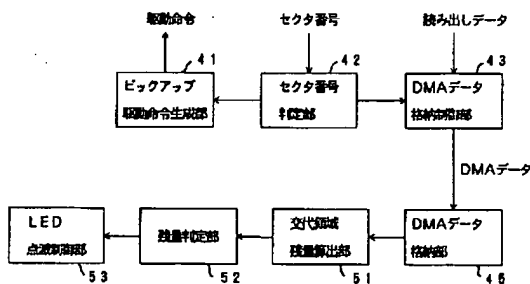 駆動命令
セクタ番号
読み出しデータ
41
42
43
ピックアップ
駆動命令生成部
セクタ番号
判定部
DMAデータ
格納制御部
DMAデータ
LED
点滅制御部
残量判定部
交代領域
残量算出部
DMAデータ
格納部
53
52
51
45